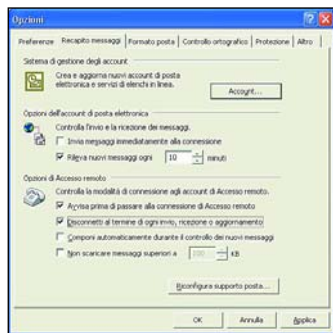 Opzioni
Preferenze Recapito messaggi Formato posta Controllo ortografico Protezione Altro
Sistema di gestione degli account
Crea e aggiorna nuovi account di posta
elettronica e servizi di elenchi in linea.
Account...
Opzioni dell'account di posta elettronica
Controlla l'invio e la ricezione dei messaggi.
Invia messaggi immediatamente alla connessione
Rileva nuovi messaggi ogni 10 minuti
Opzioni di Accesso remoto
Controlla la modalità di connessione agli account di Accesso remoto.
Avvisa prima di passare alla connessione di Accesso remoto
Disconnetti al termine di ogni invio, ricezione o aggiornamento
Componi automaticamente durante il controllo dei nuovi messaggi
Non scaricare messaggi superiori a KB
Riconfigura supporto posta...
OK Annulla Applica